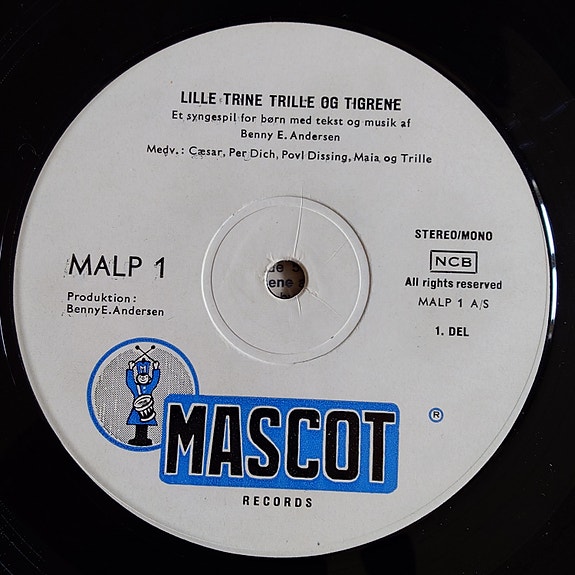 LILLE TRINE TRILLE OG TIGRENE
Et syngespil for børn med tekst og musik af
Benny E. Andersen
Medv.: Cæsar, Per Dich, Povl Dissing, Maia og Trille
STEREO/MONO
NCB
All rights reserved
MALP 1 A/S
1. DEL
MALP 1
Produktion:
BennyE.Andersen
M
MASCOT
®
RECORDS